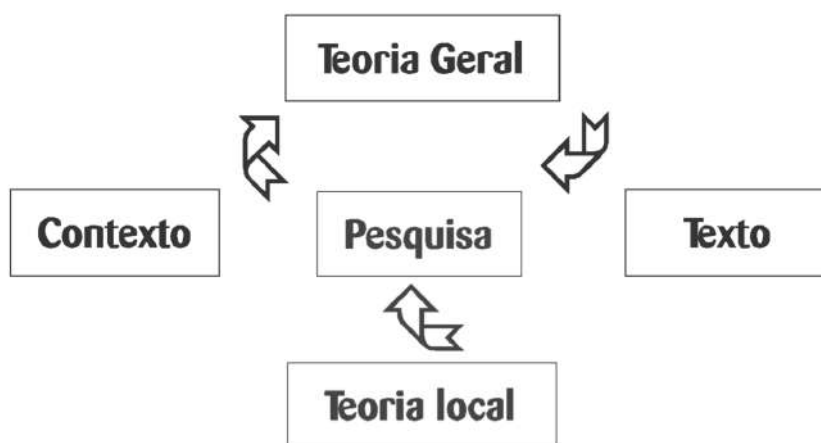 Teoria Geral
Contexto
Pesquisa
Texto
Teoria local